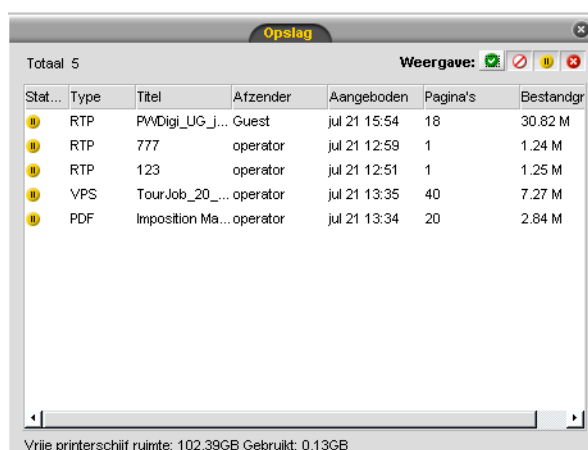 Opslag
Totaal 5 Weergave:
Stat... Type Titel Afzender Aangeboden Pagina's Bestandgr
RTP PWDigi_UG_j... Guest jul 21 15:54 18 30.82 M
RTP 777 operator jul 21 12:59 1 1.24 M
RTP 123 operator jul 21 12:51 1 1.25 M
VPS TourJob_20_... operator jul 21 13:35 40 7.27 M
PDF Imposition Ma... operator jul 21 13:34 20 2.84 M
Vrije printerschijf ruimte: 102.39GB Gebruikt: 0.13GB